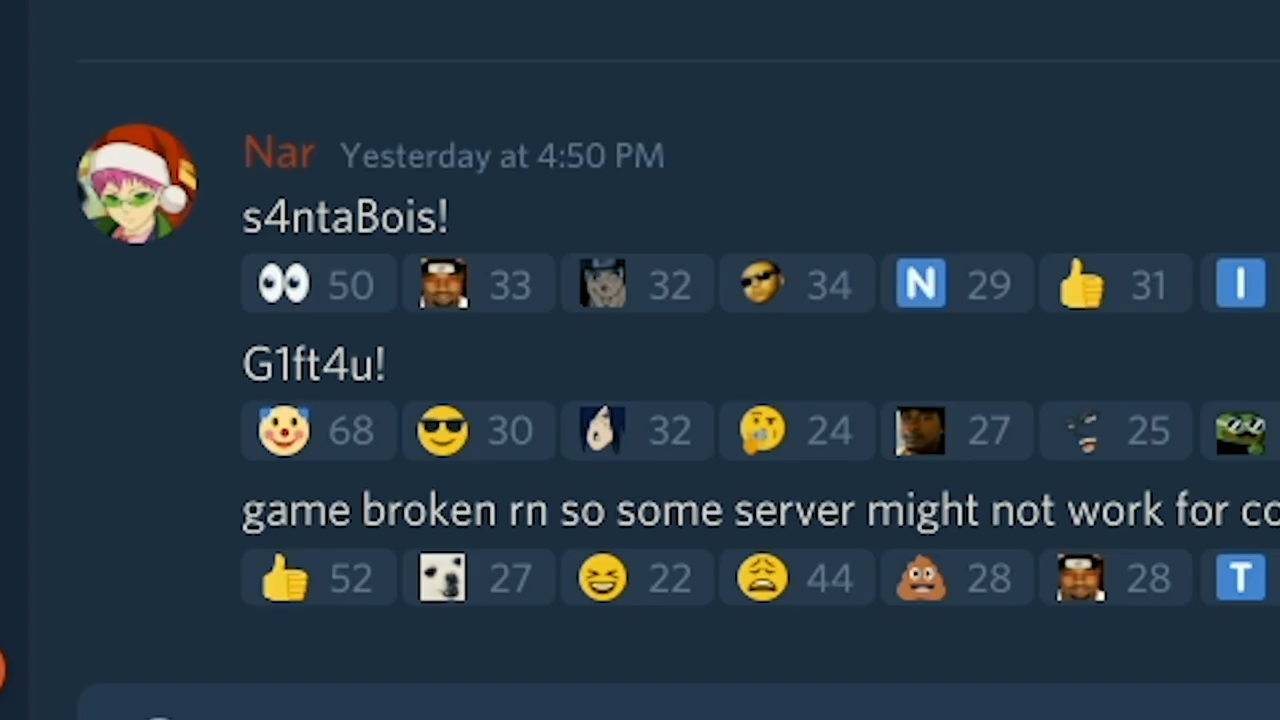 Nar Yesterday at 4:50 PM
s4ntaBois!
50 33 32 34 N 29 31 I
G1ft4u!
68 30 32 24 27 25
game broken rn so some server might not work for
52 27 22 44 28 28 T